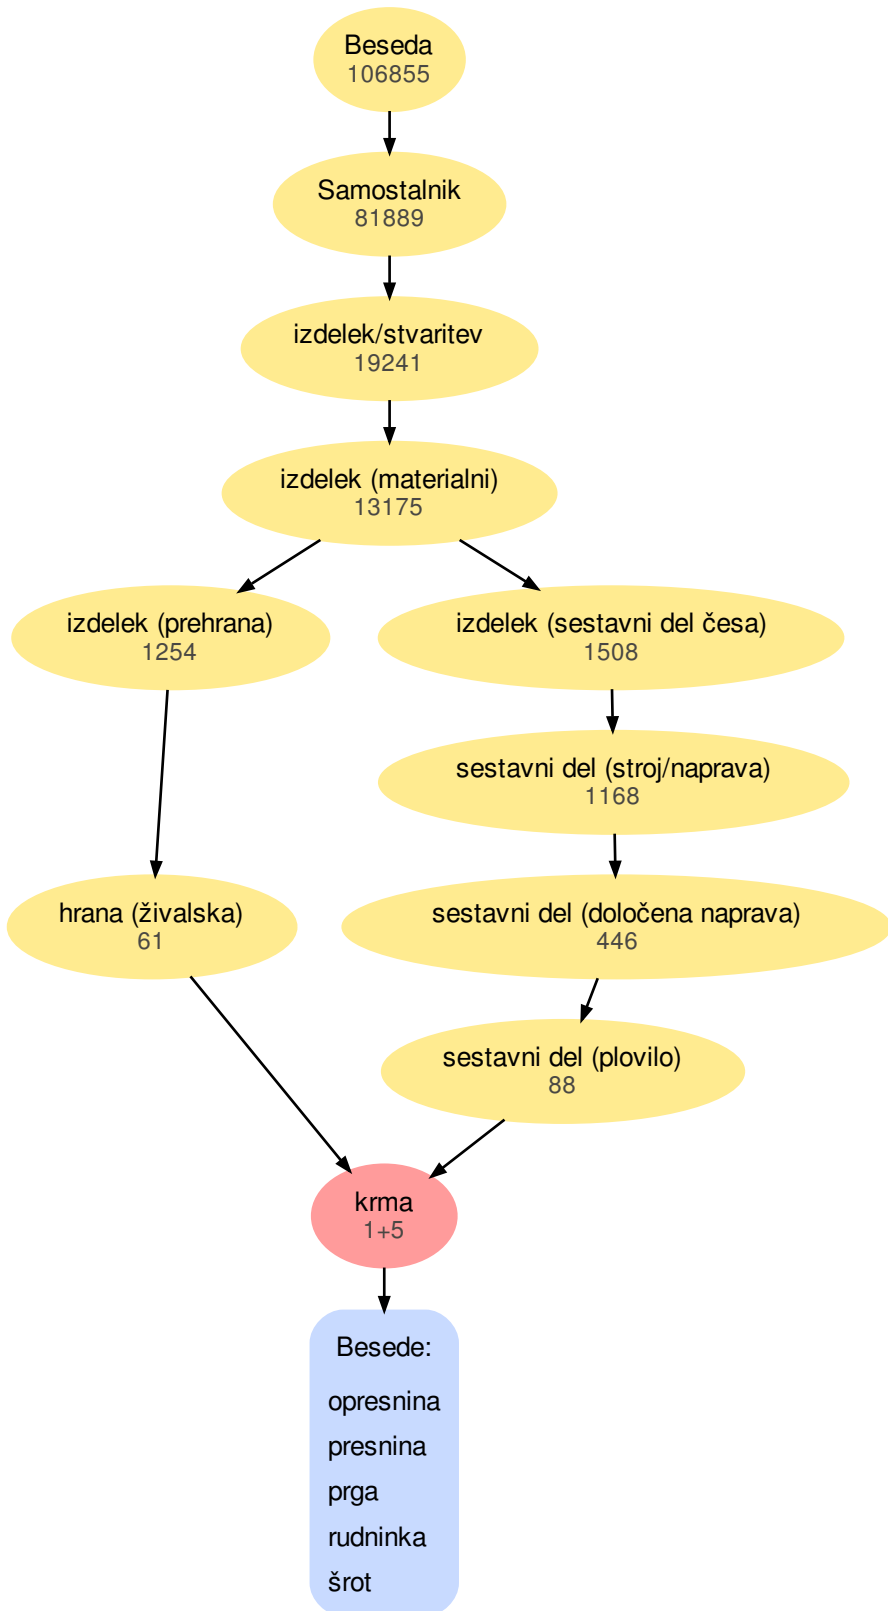 Beseda
106855
Samostalnik
81889
izdelek/stvaritev
19241
izdelek (materialni)
13175
izdelek (prehrana)
1254
izdelek (sestavni del česa)
1508
sestavni del (stroj/naprava)
1168
hrana (živalska)
61
sestavni del (določena naprava)
446
sestavni del (plovilo)
88
krma
1+5
Besede:
opresnina
presnina
prga
rudninka
šrot